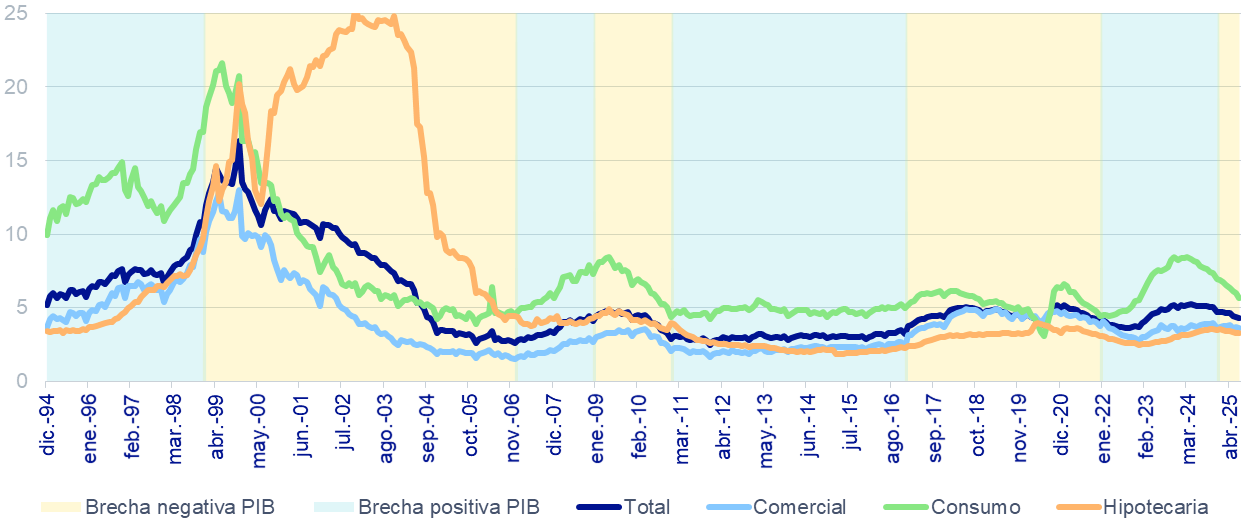 25
20
15
10
5
0
dic.-94
ene.-96
feb.-97
mar.-98
abr.-99
may.-00
jun.-01
jul.-02
ago.-03
sep.-04
oct.-05
nov.-06
dic.-07
ene.-09
feb.-10
mar.-11
abr.-12
may.-13
jun.-14
jul.-15
ago.-16
sep.-17
oct.-18
nov.-19
dic.-20
ene.-22
feb.-23
mar.-24
abr.-25
Brecha negativa PIB Brecha positiva PIB Total Comercial Consumo Hipotecaria